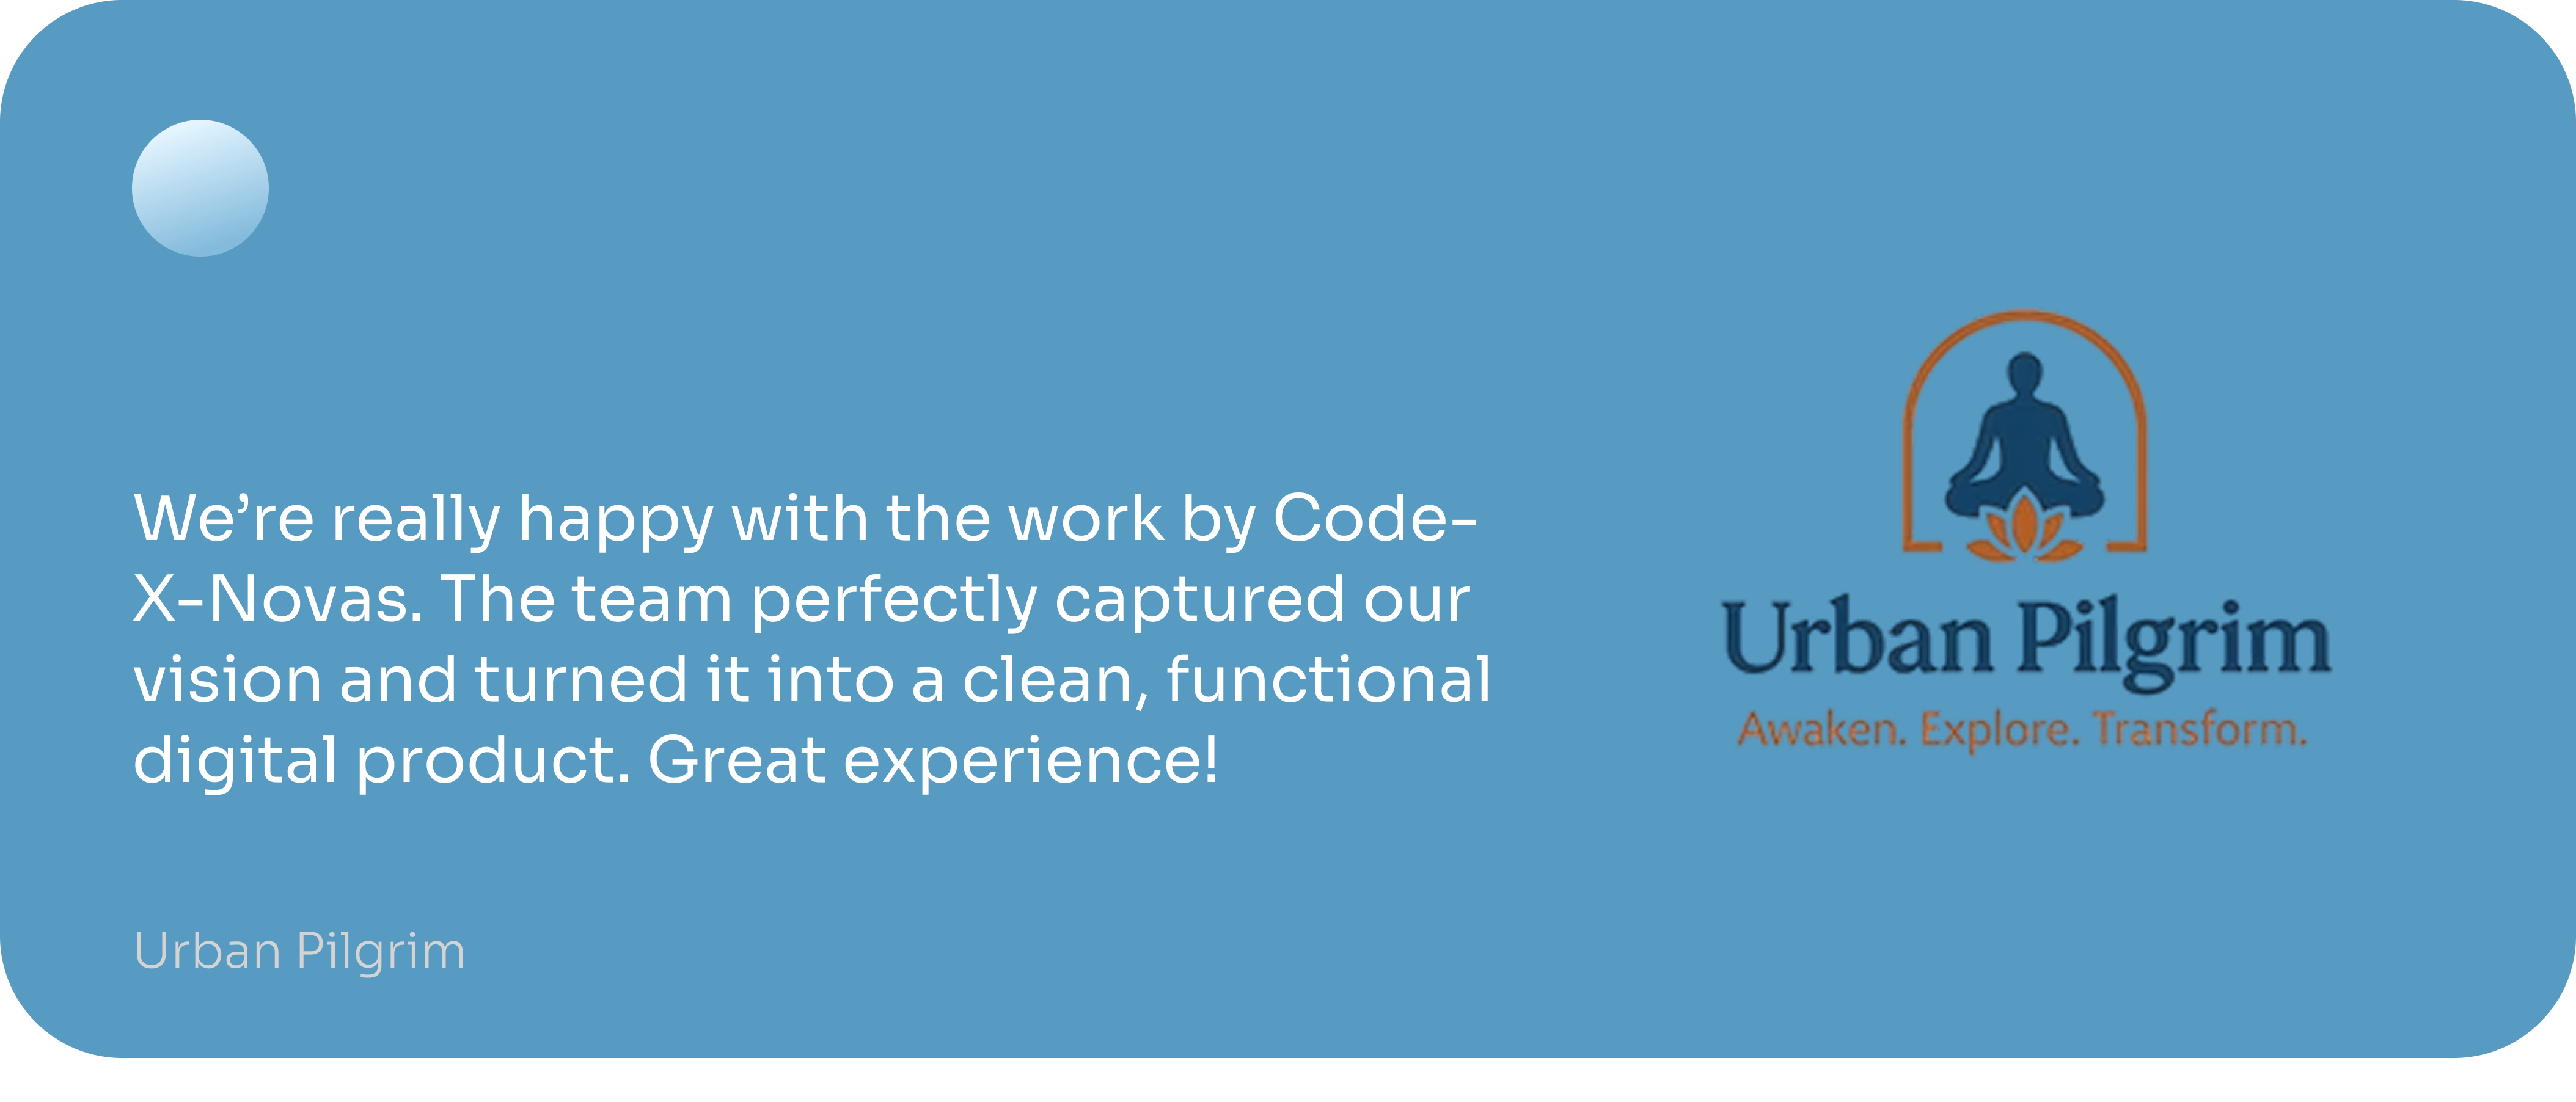 We’re really happy with the work by Code-
X-Novas. The team perfectly captured our
vision and turned it into a clean, functional
digital product. Great experience!
Urban Pilgrim
Urban Pilgrim
Awaken. Explore. Transform.